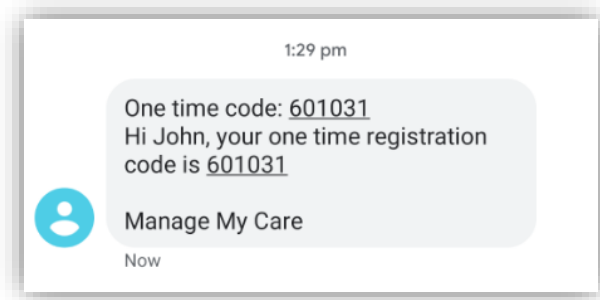 1:29 pm
One time code: 601031
Hi John, your one time registration
code is 601031
Manage My Care
Now